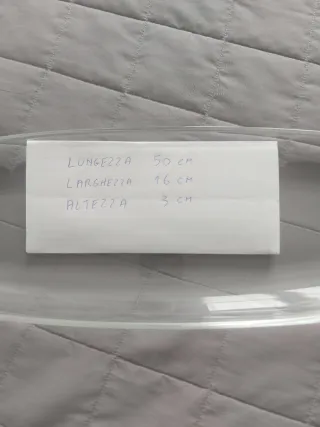 LUNGEZZA 50 CM
LARGHEZZA 16 CM
ALTEZZA 3 CM